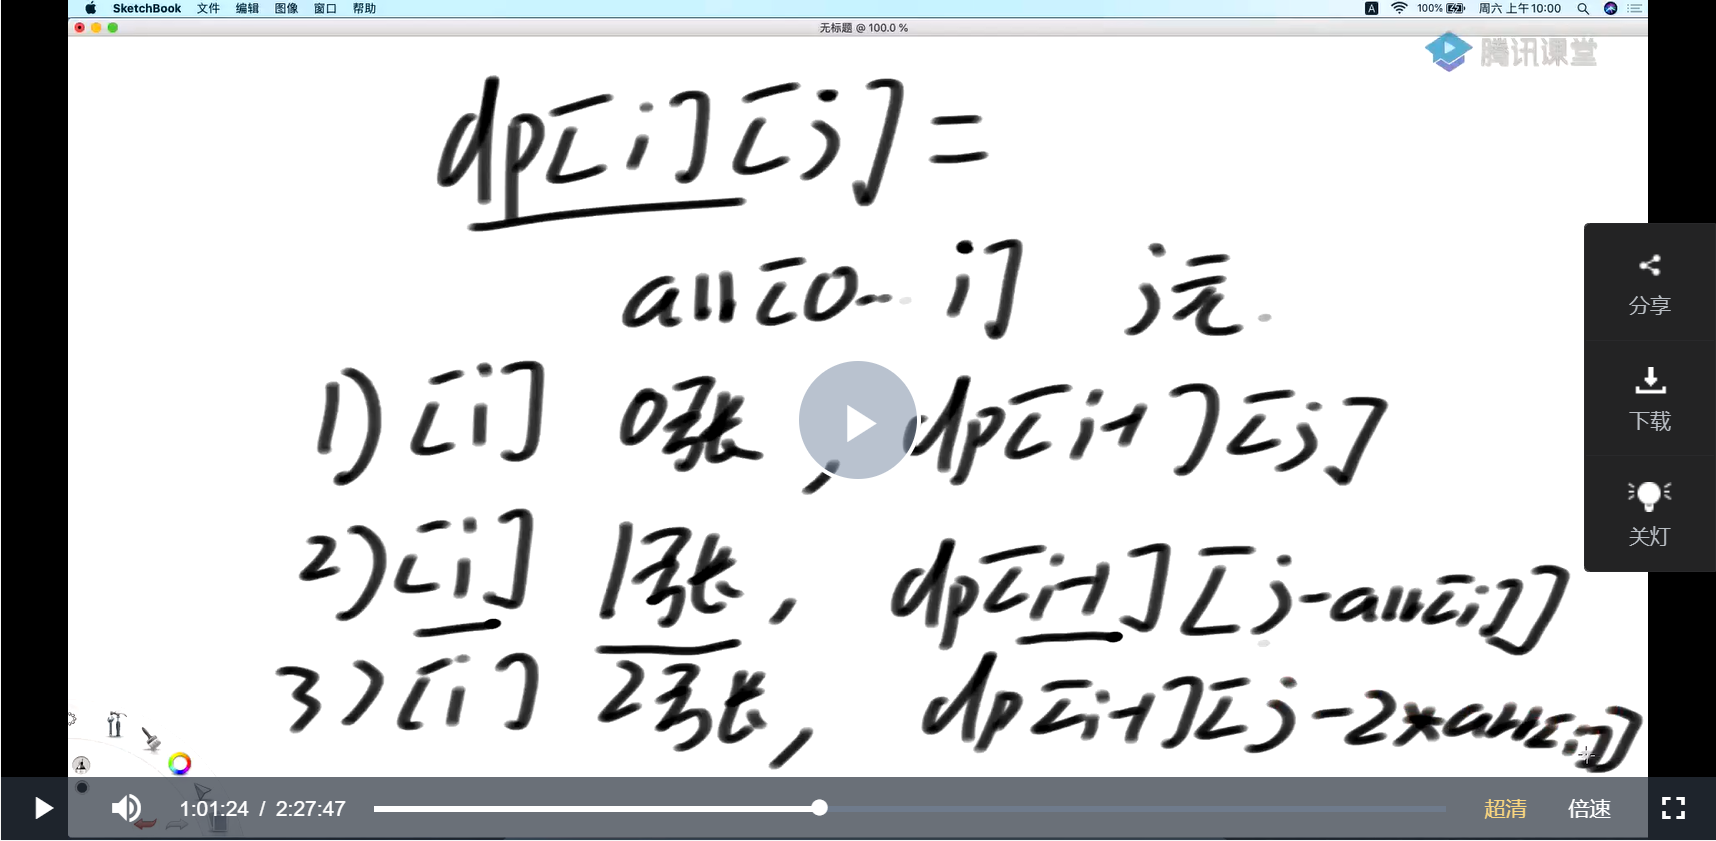 SketchBook 文件 编辑 图像 窗口 帮助
A 100% 周六 上午10:00
无标题 @ 100.0 %
腾讯课堂
dp[i][j]=
arr[0... i] j元.
1) [i] 0张, dp[i-1][j]
2) [i] 1张, dp[i-1][j-arr[i]]
3) [i] 2张, dp[i-1][j-2*arr[i]]
分享
下载
关灯
1:01:24 / 2:27:47
超清
倍速